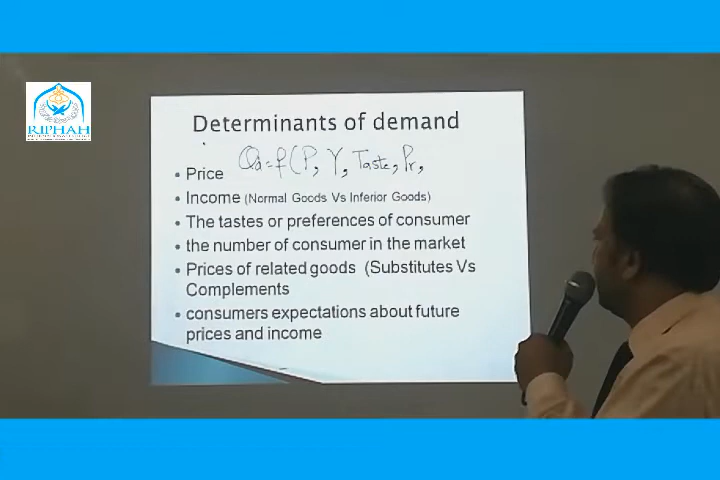 RIPHAH
Determinants of demand
Qd = f (P, Y, Taste, Pr,
• Price
• Income (Normal Goods Vs Inferior Goods)
• The tastes or preferences of consumer
• the number of consumer in the market
• Prices of related goods (Substitutes Vs
Complements
• consumers expectations about future
prices and income